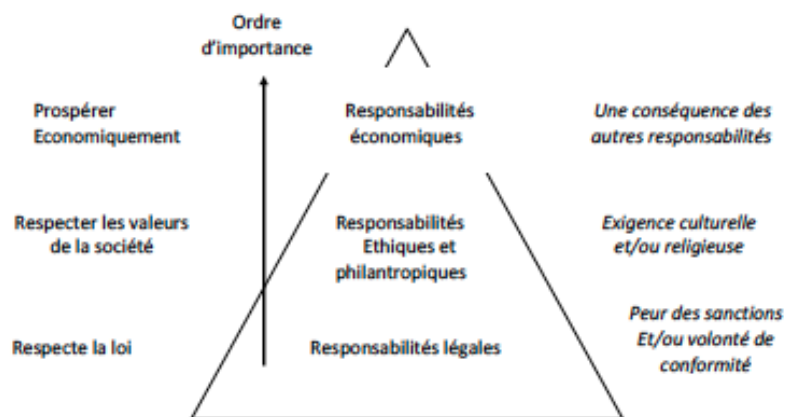 Ordre
d'importance
Prospérer
Economiquement
Responsabilités
économiques
Une conséquence des
autres responsabilités
Respecter les valeurs
de la société
Responsabilités
Ethiques et
philantropiques
Exigence culturelle
et/ou religieuse
Respecte la loi
Responsabilités légales
Peur des sanctions
Et/ou volonté de
conformité